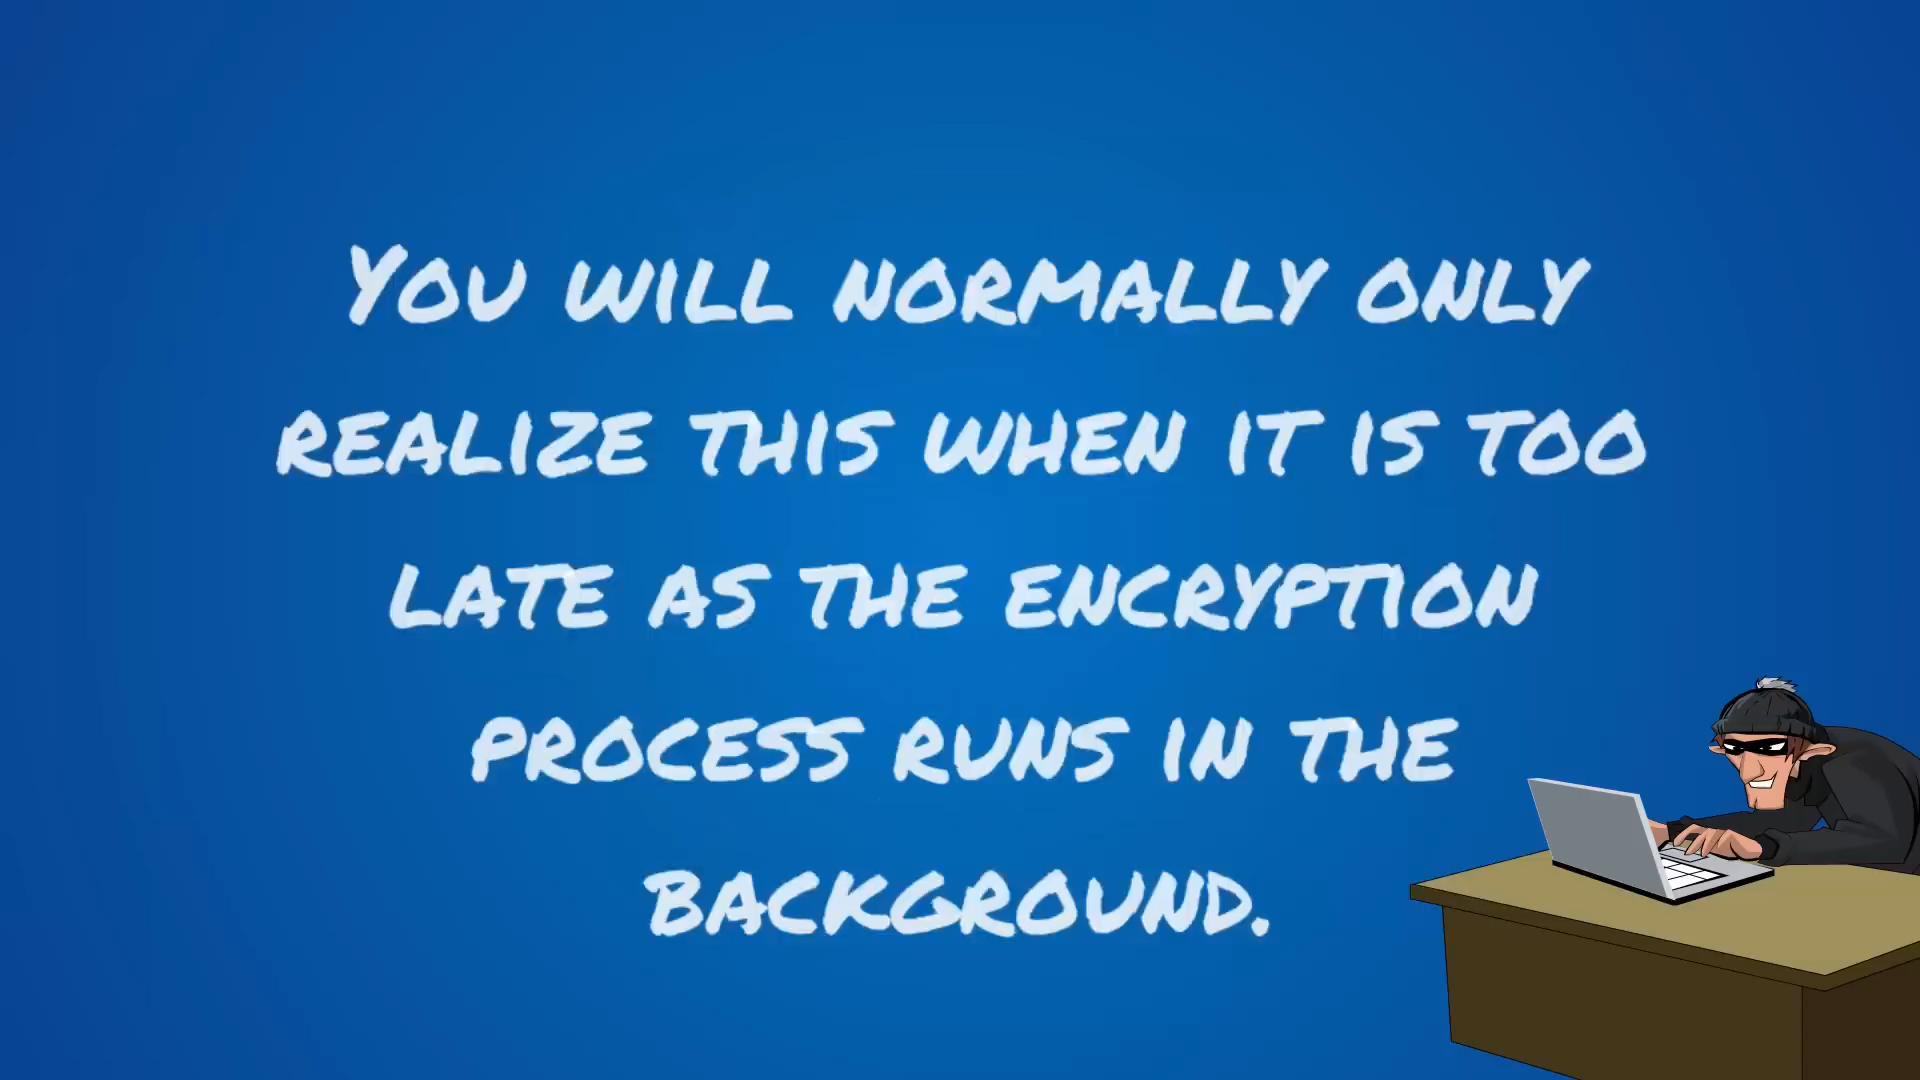 You will normally only
realize this when it is too
late as the encryption
process runs in the
background.